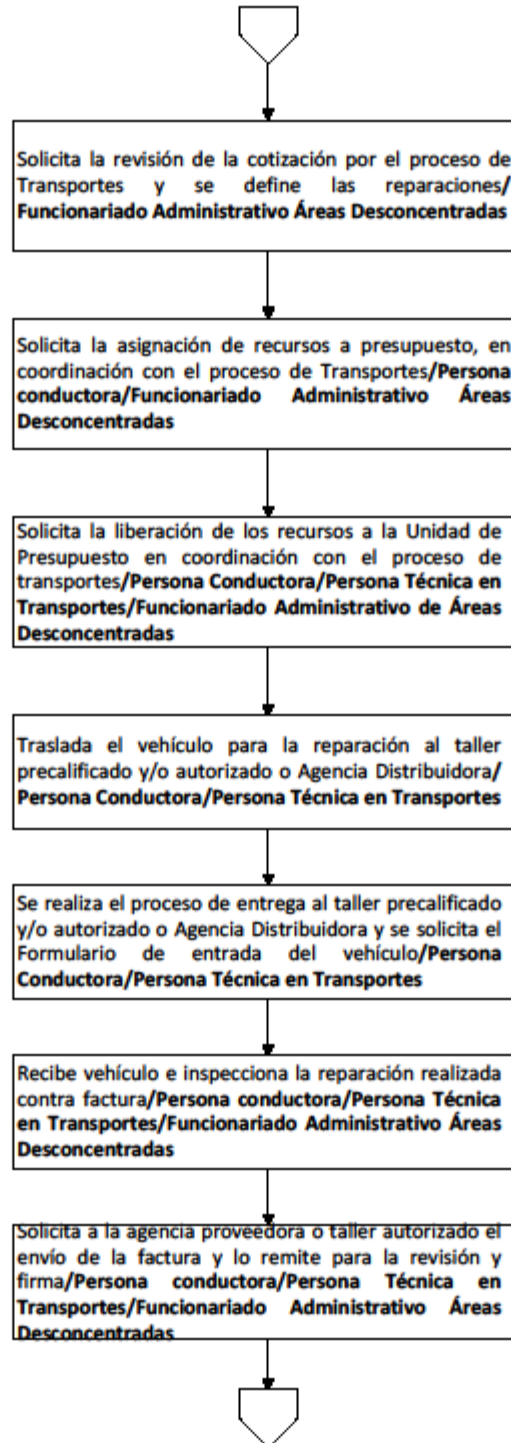 Solicita la revisión de la cotización por el proceso de
Transportes y se define las reparaciones/
Funcionariado Administrativo Áreas Desconcentradas
Solicita la asignación de recursos a presupuesto, en
coordinación con el proceso de Transportes/Persona
conductora/Funcionariado Administrativo Áreas
Desconcentradas
Solicita la liberación de los recursos a la Unidad de
Presupuesto en coordinación con el proceso de
transportes/Persona Conductora/Persona Técnica en
Transportes/Funcionariado Administrativo de Áreas
Desconcentradas
Traslada el vehículo para la reparación al taller
precalificado y/o autorizado o Agencia Distribuidora/
Persona Conductora/Persona Técnica en Transportes
Se realiza el proceso de entrega al taller precalificado
y/o autorizado o Agencia Distribuidora y se solicita el
Formulario de entrada del vehículo/Persona
Conductora/Persona Técnica en Transportes
Recibe vehículo e inspecciona la reparación realizada
contra factura/Persona conductora/Persona Técnica
en Transportes/Funcionariado Administrativo Áreas
Desconcentradas
Solicita a la agencia proveedora o taller autorizado el
envío de la factura y lo remite para la revisión y
firma/Persona conductora/Persona Técnica en
Transportes/Funcionariado Administrativo Áreas
Desconcentradas